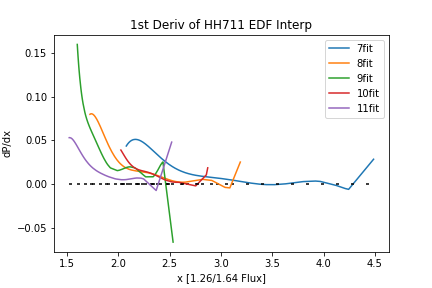 1st Deriv of HH711 EDF Interp
7fit
8fit
9fit
10fit
11fit
dP/dx
0.15
0.10
0.05
0.00
−0.05
1.5 2.0 2.5 3.0 3.5 4.0 4.5
x [1.26/1.64 Flux]